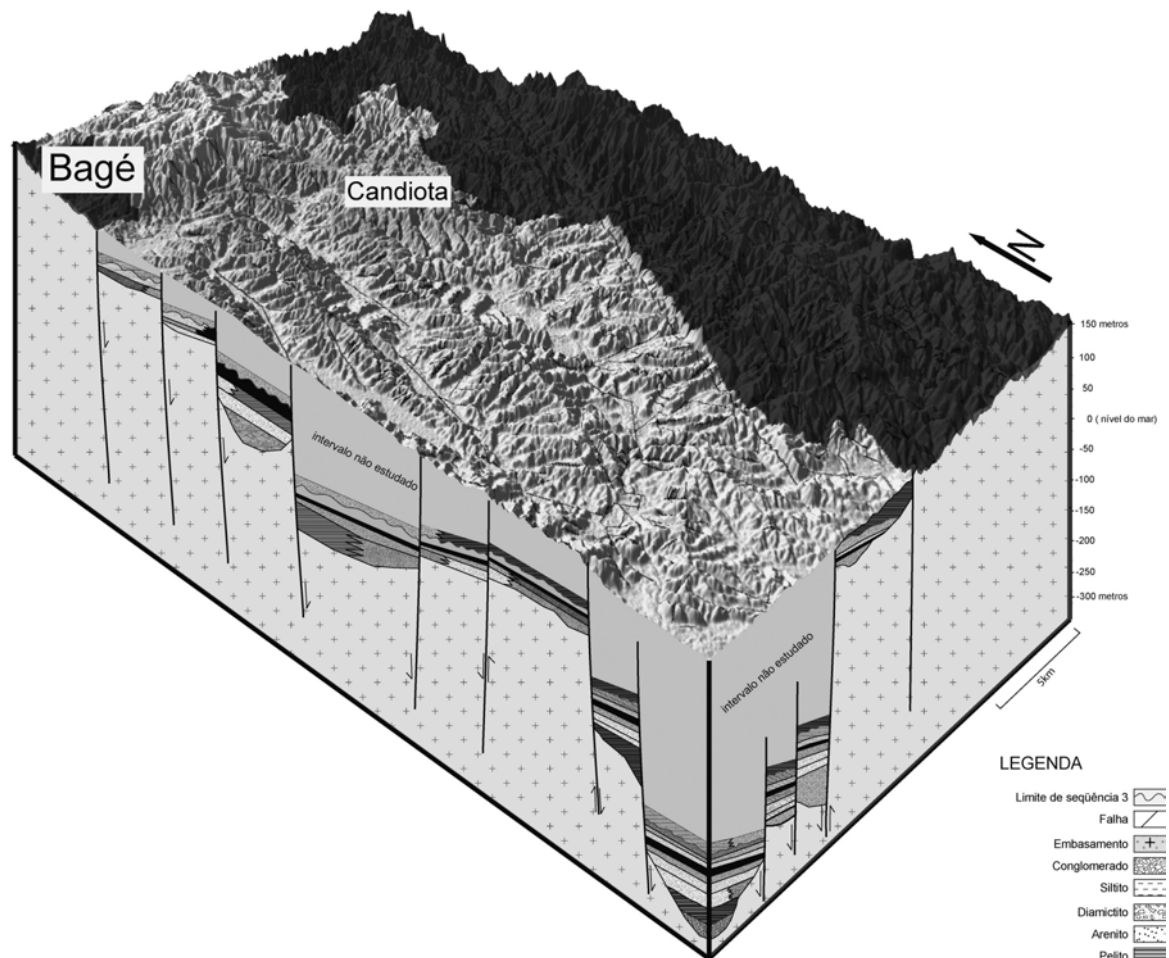 Bagé
Candiota
N
150 metros
100
50
0 ( nível do mar)
-50
-100
-150
-200
-250
-300 metros
intervalo não estudado
intervalo não estudado
5km
LEGENDA
Limite de seqüência 3
Falha
Embasamento
Conglomerado
Siltito
Diamictito
Arenito
Pelito